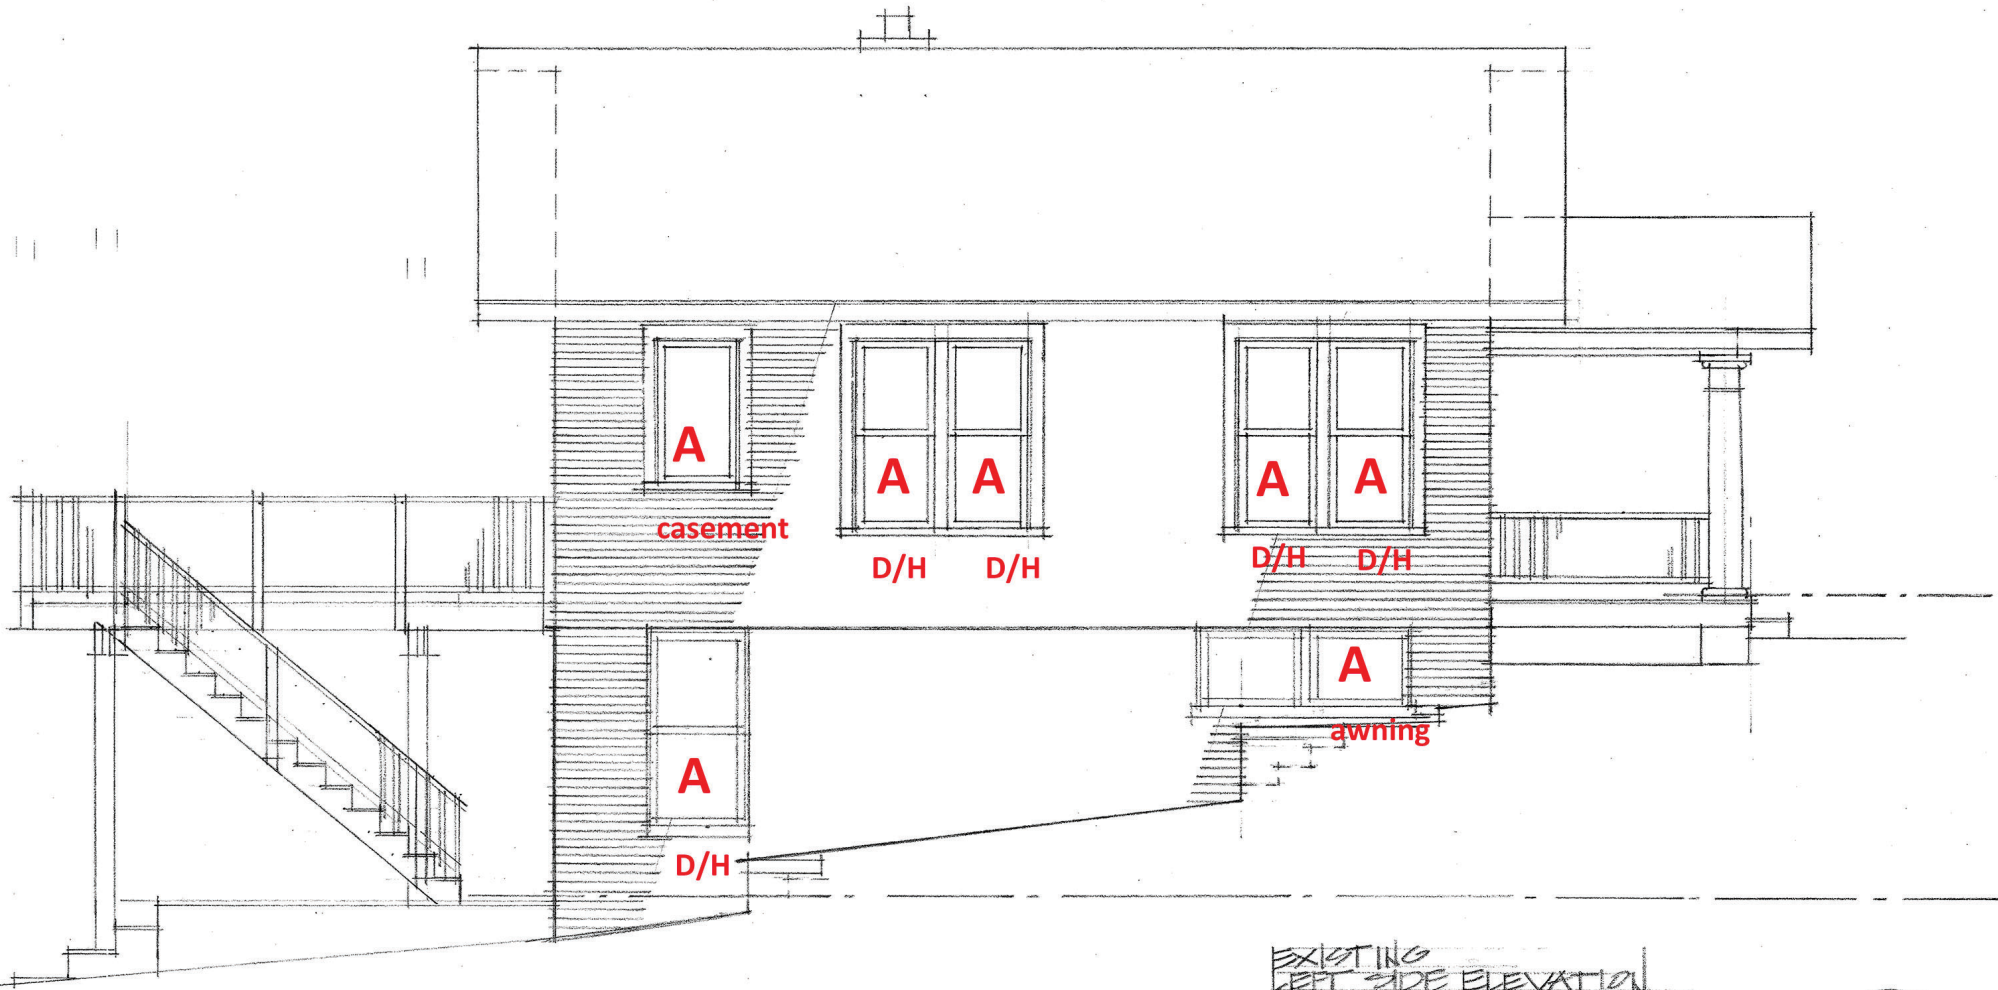 A
A
A
A
A
casement
D/H
D/H
D/H
D/H
A
awning
A
D/H
EXISTING
LEFT SIDE ELEVATION